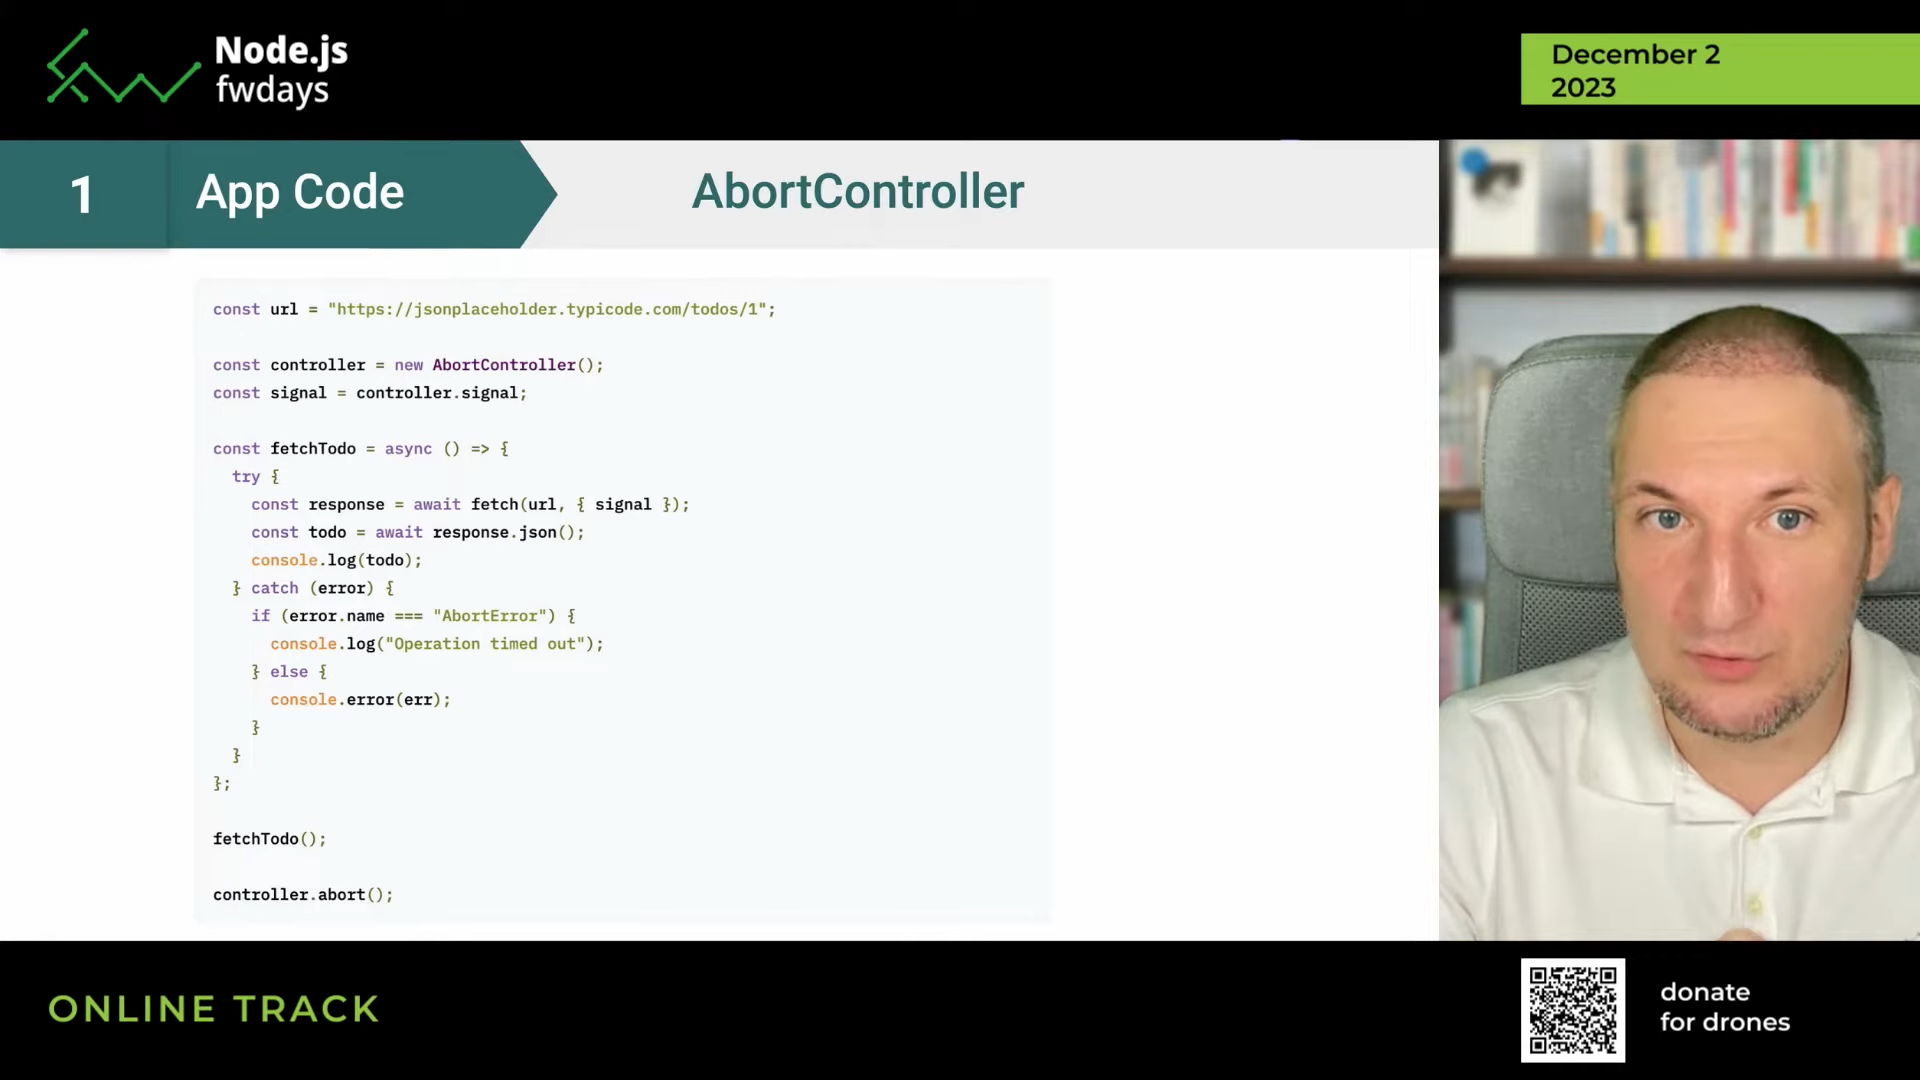 Node.js
fwdays
December 2
2023
1
App Code
AbortController
const url = "https://jsonplaceholder.typicode.com/todos/1";
const controller = new AbortController();
const signal = controller.signal;
const fetchTodo = async () => {
  try {
    const response = await fetch(url, { signal });
    const todo = await response.json();
    console.log(todo);
  } catch (error) {
    if (error.name === "AbortError") {
      console.log("Operation timed out");
    } else {
      console.error(err);
    }
  }
};
fetchTodo();
controller.abort();
ONLINE TRACK
donate
for drones